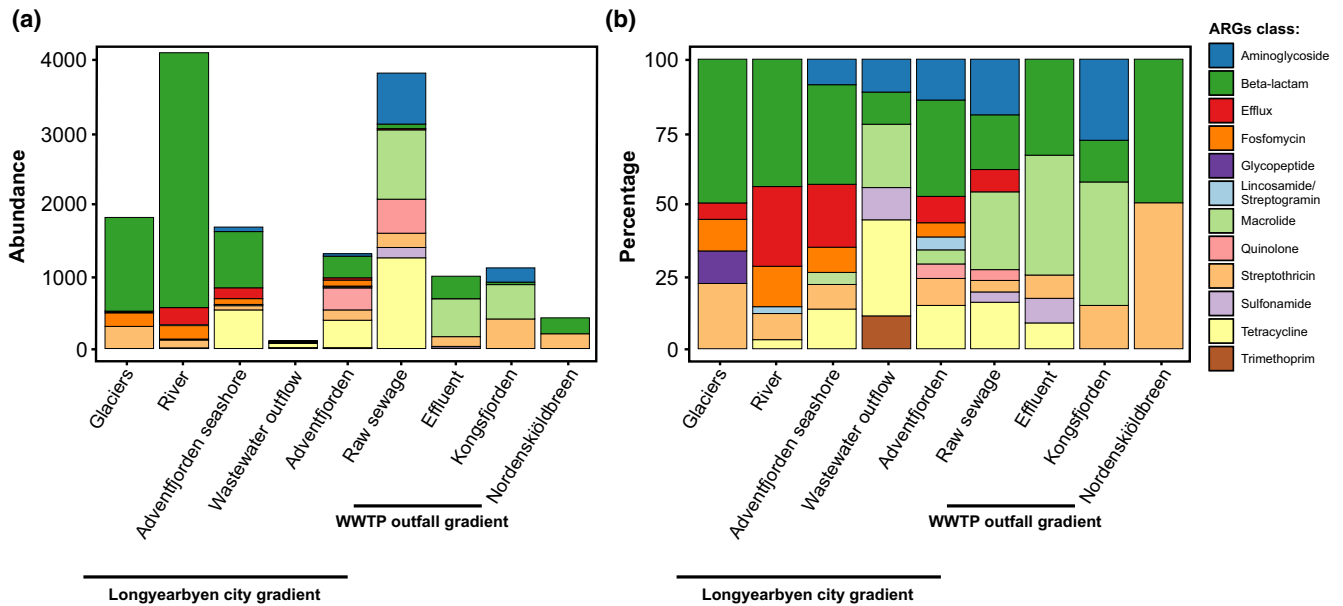 (a)
Abundance
4000
3000
2000
1000
0
Glaciers
River
Adventfjorden seashore
Wastewater outflow
Adventfjorden
Raw sewage
Effluent
Kongsfjorden
Nordenskiöldbreen
WWTP outfall gradient
Longyearbyen city gradient
(b)
Percentage
100
75
50
25
0
Glaciers
River
Adventfjorden seashore
Wastewater outflow
Adventfjorden
Raw sewage
Effluent
Kongsfjorden
Nordenskiöldbreen
WWTP outfall gradient
Longyearbyen city gradient
ARGs class:
Aminoglycoside
Beta-lactam
Efflux
Fosfomycin
Glycopeptide
Lincosamide/
Streptogramin
Macrolide
Quinolone
Streptothricin
Sulfonamide
Tetracycline
Trimethoprim